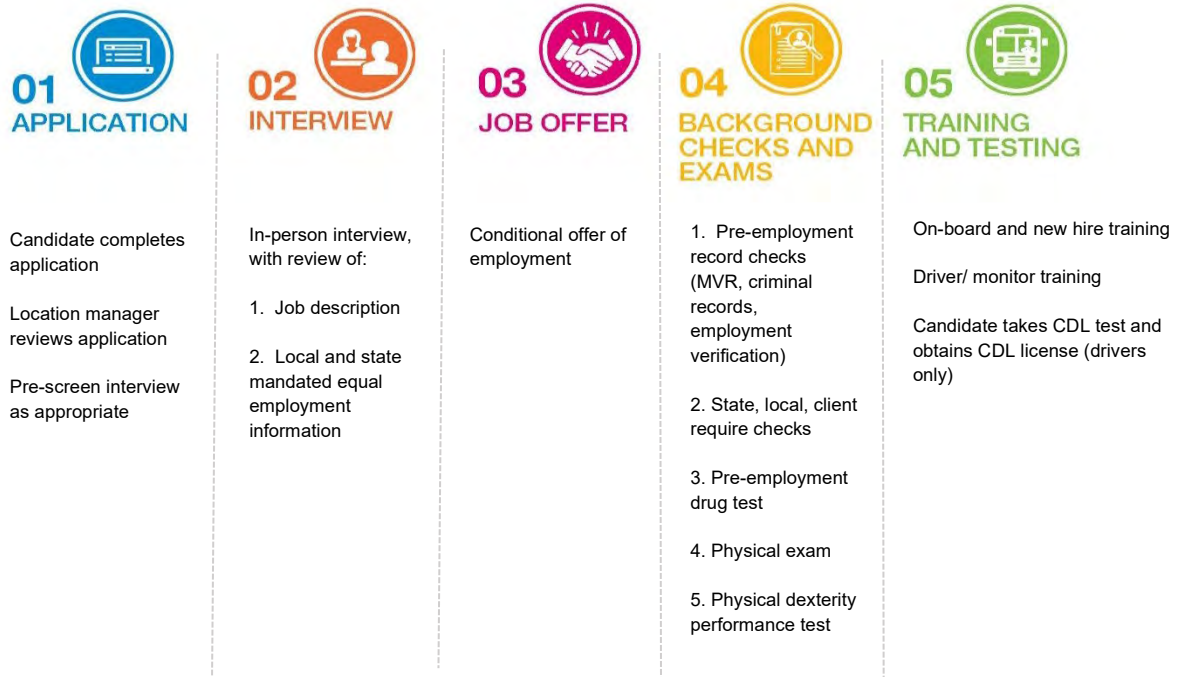 01
APPLICATION
Candidate completes
application
Location manager
reviews application
Pre-screen interview
as appropriate
02
INTERVIEW
In-person interview,
with review of:
1. Job description
2. Local and state
mandated equal
employment
information
03
JOB OFFER
Conditional offer of
employment
04
BACKGROUND
CHECKS AND
EXAMS
1. Pre-employment
record checks
(MVR, criminal
records,
employment
verification)
2. State, local, client
require checks
3. Pre-employment
drug test
4. Physical exam
5. Physical dexterity
performance test
05
TRAINING
AND TESTING
On-board and new hire training
Driver/ monitor training
Candidate takes CDL test and
obtains CDL license (drivers
only)